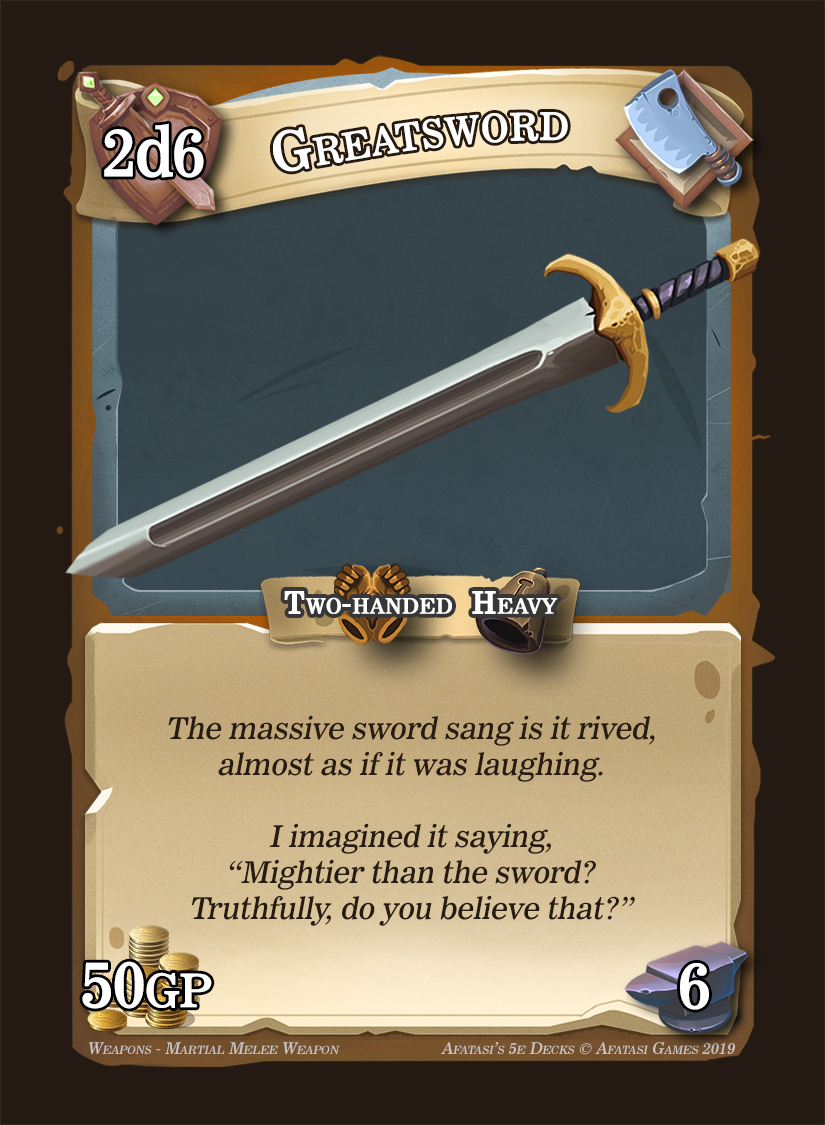 2d6
Greatsword
Two-handed Heavy
The massive sword sang is it rived,
almost as if it was laughing.
I imagined it saying,
“Mightier than the sword?
Truthfully, do you believe that?”
50GP
6
Weapons - Martial Melee Weapon
Afatasi's 5e Decks © Afatasi Games 2019